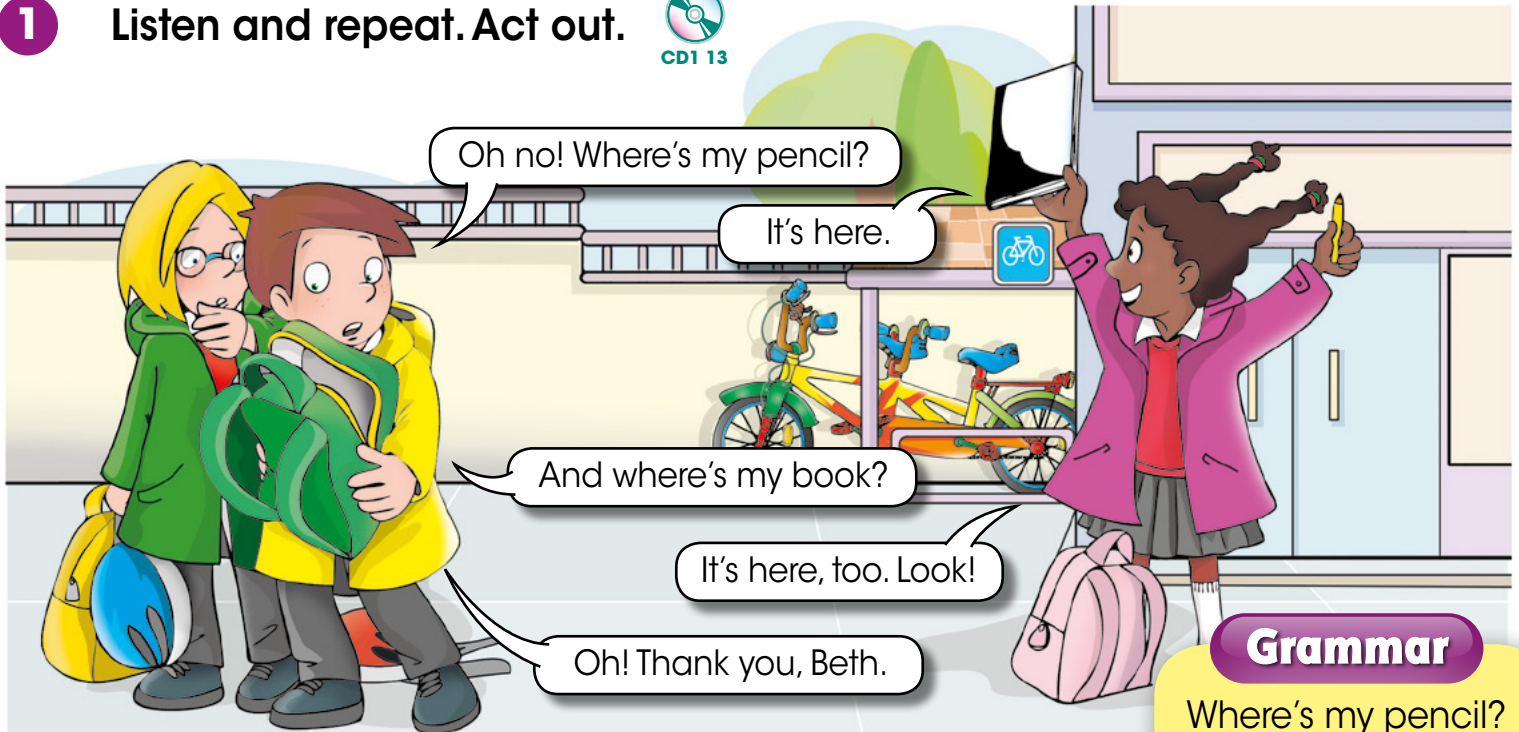 1 Listen and repeat. Act out.
CD1 13
Oh no! Where's my pencil?
It's here.
And where's my book?
It's here, too. Look!
Oh! Thank you, Beth.
Grammar
Where's my pencil?